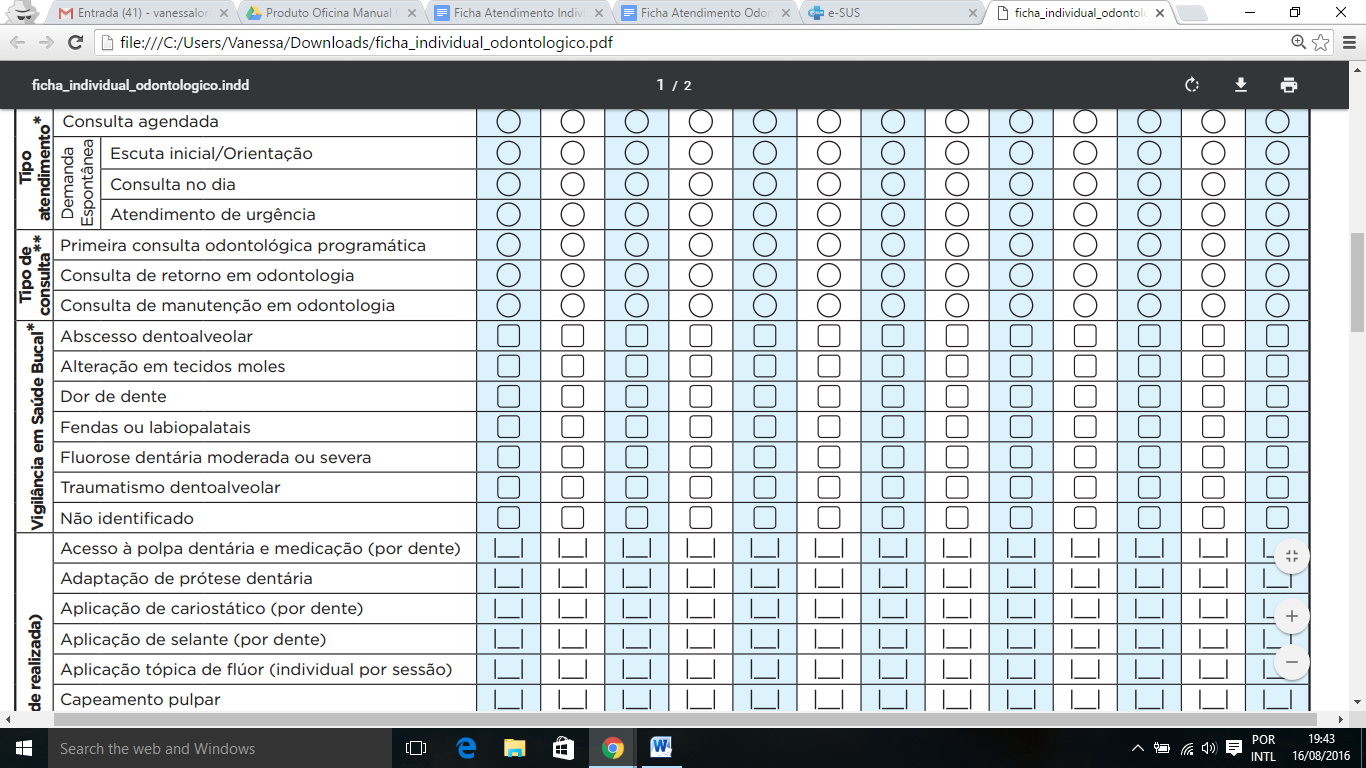 Entrada (41) - vanessalor
Produto Oficina Manual
Ficha Atendimento Indivi
Ficha Atendimento Odon
e-SUS
ficha_individual_odontolo
file:///C:/Users/Vanessa/Downloads/ficha_individual_odontologico.pdf
ficha_individual_odontologico.indd
1 / 2
Tipo
atendimento*
Consulta agendada
Demanda
Espontânea
Escuta inicial/Orientação
Consulta no dia
Atendimento de urgência
Tipo de
consulta**
Primeira consulta odontológica programática
Consulta de retorno em odontologia
Consulta de manutenção em odontologia
Vigilância em Saúde Bucal*
Abscesso dentoalveolar
Alteração em tecidos moles
Dor de dente
Fendas ou labiopalatais
Fluorose dentária moderada ou severa
Traumatismo dentoalveolar
Não identificado
de realizada)
Acesso à polpa dentária e medicação (por dente)
Adaptação de prótese dentária
Aplicação de cariostático (por dente)
Aplicação de selante (por dente)
Aplicação tópica de flúor (individual por sessão)
Capeamento pulpar
Search the web and Windows
POR
INTL
19:43
16/08/2016